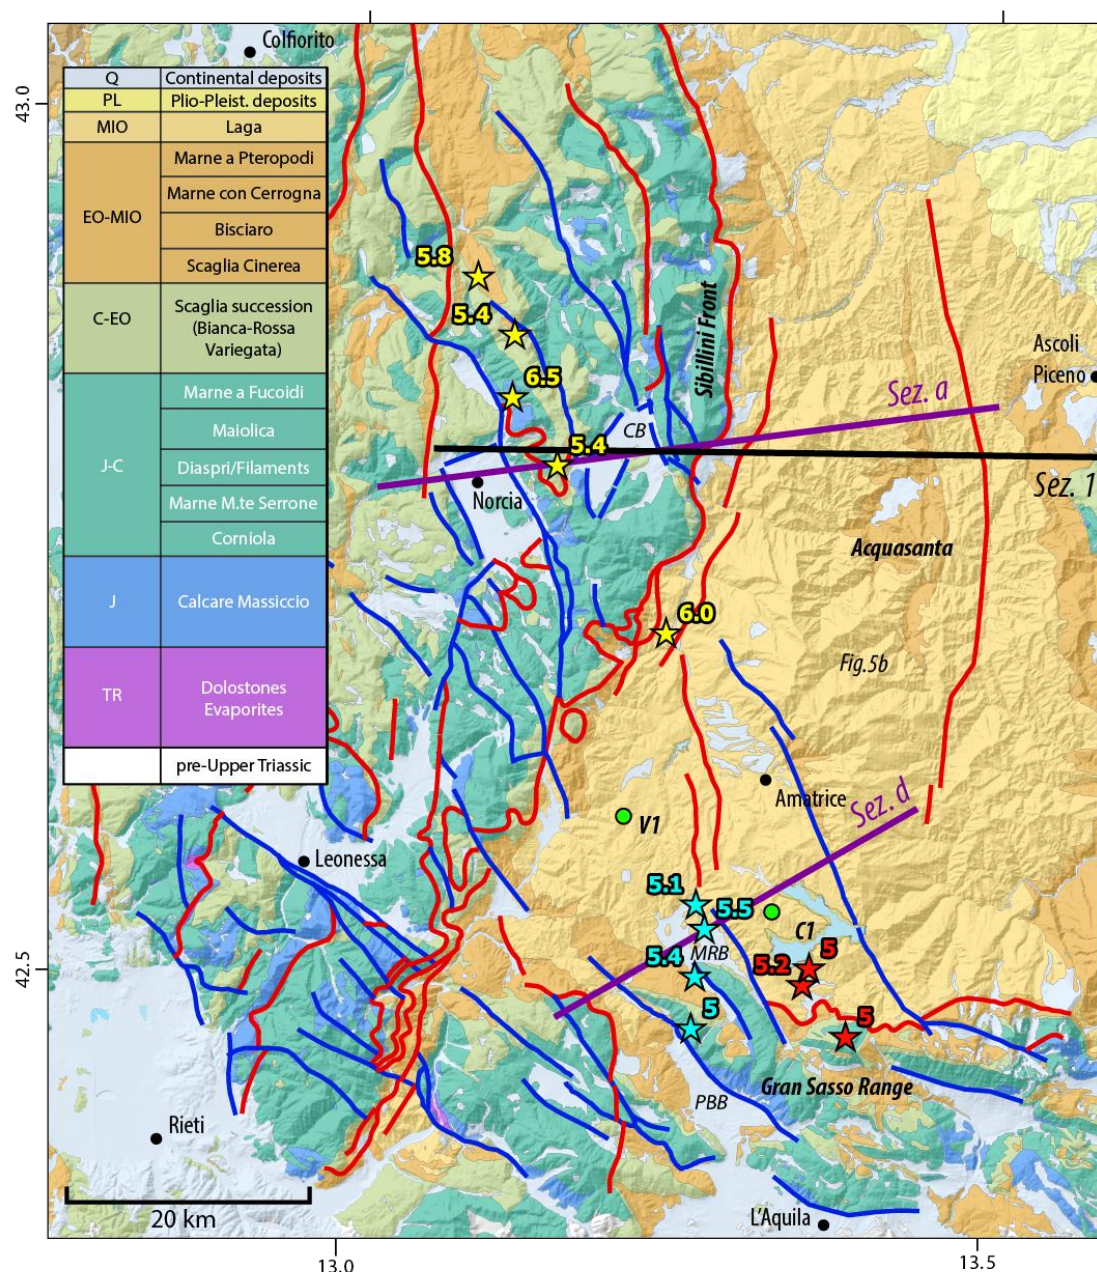 Colfiorito
43.0
Q Continental deposits
PL Plio-Pleist. deposits
MIO Laga
EO-MIO
Marne a Pteropodi
Marne con Cerrogna
Bisciaro
Scaglia Cinerea
C-EO
Scaglia succession
(Bianca-Rossa
Variegata)
J-C
Marne a Fucoidi
Maiolica
Diaspri/Filaments
Marne M.te Serrone
Corniola
J Calcare Massiccio
TR
Dolostones
Evaporites
pre-Upper Triassic
5.8
5.4
6.5
5.4
CB
Sibillini Front
Sez. a
Ascoli
Piceno
Sez. 1
Norcia
Acquasanta
6.0
Fig.5b
Amatrice
Sez. d
V1
Leonessa
5.1
5.5
C1
5.4
MRB
5.2
5
42.5
5
5
Gran Sasso Range
PBB
Rieti
20 km
L'Aquila
13.0
13.5